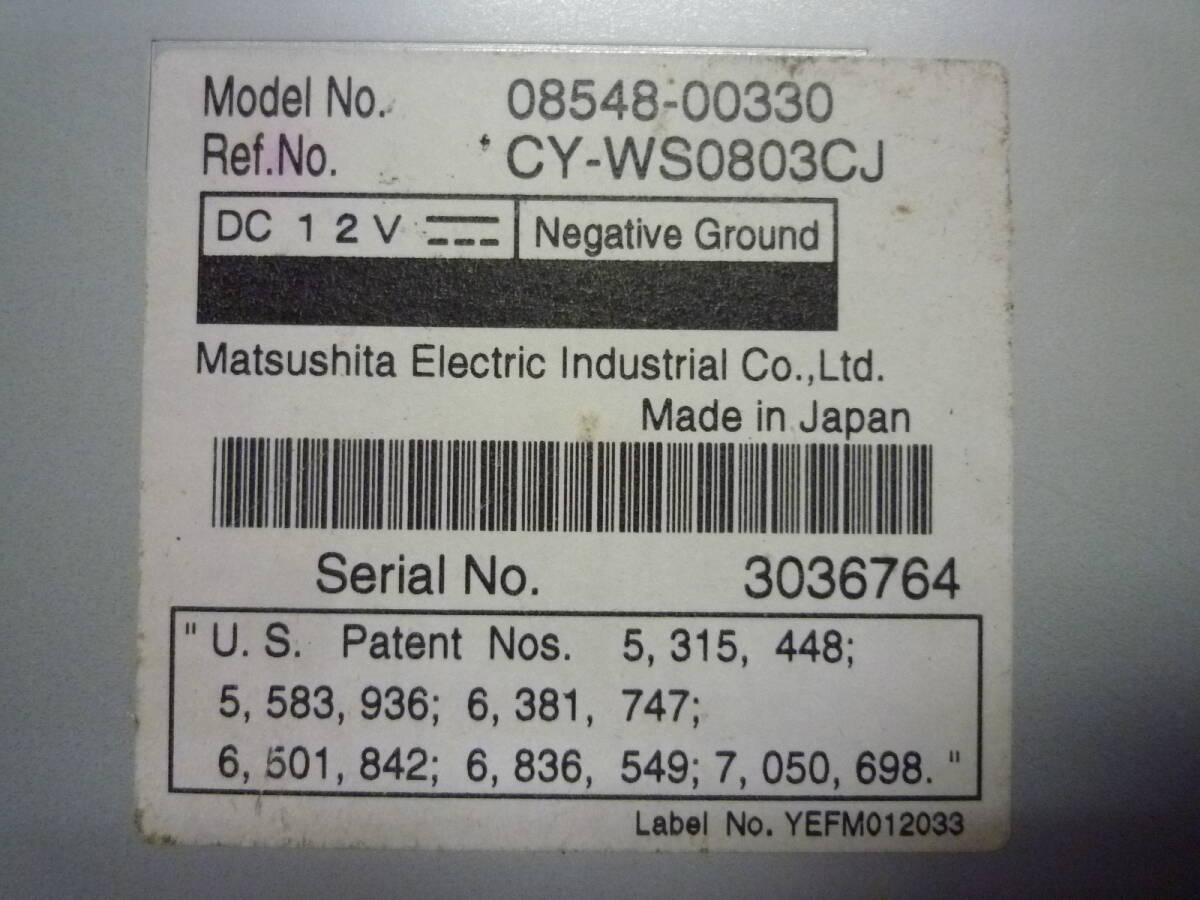 Model No. 08548-00330
Ref.No. CY-WS0803CJ
DC 12V Negative Ground
Matsushita Electric Industrial Co.,Ltd.
Made in Japan
Serial No. 3036764
" U. S. Patent Nos. 5, 315, 448;
5, 583, 936; 6, 381, 747;
6, 501, 842; 6, 836, 549; 7, 050, 698. "
Label No. YEFM012033